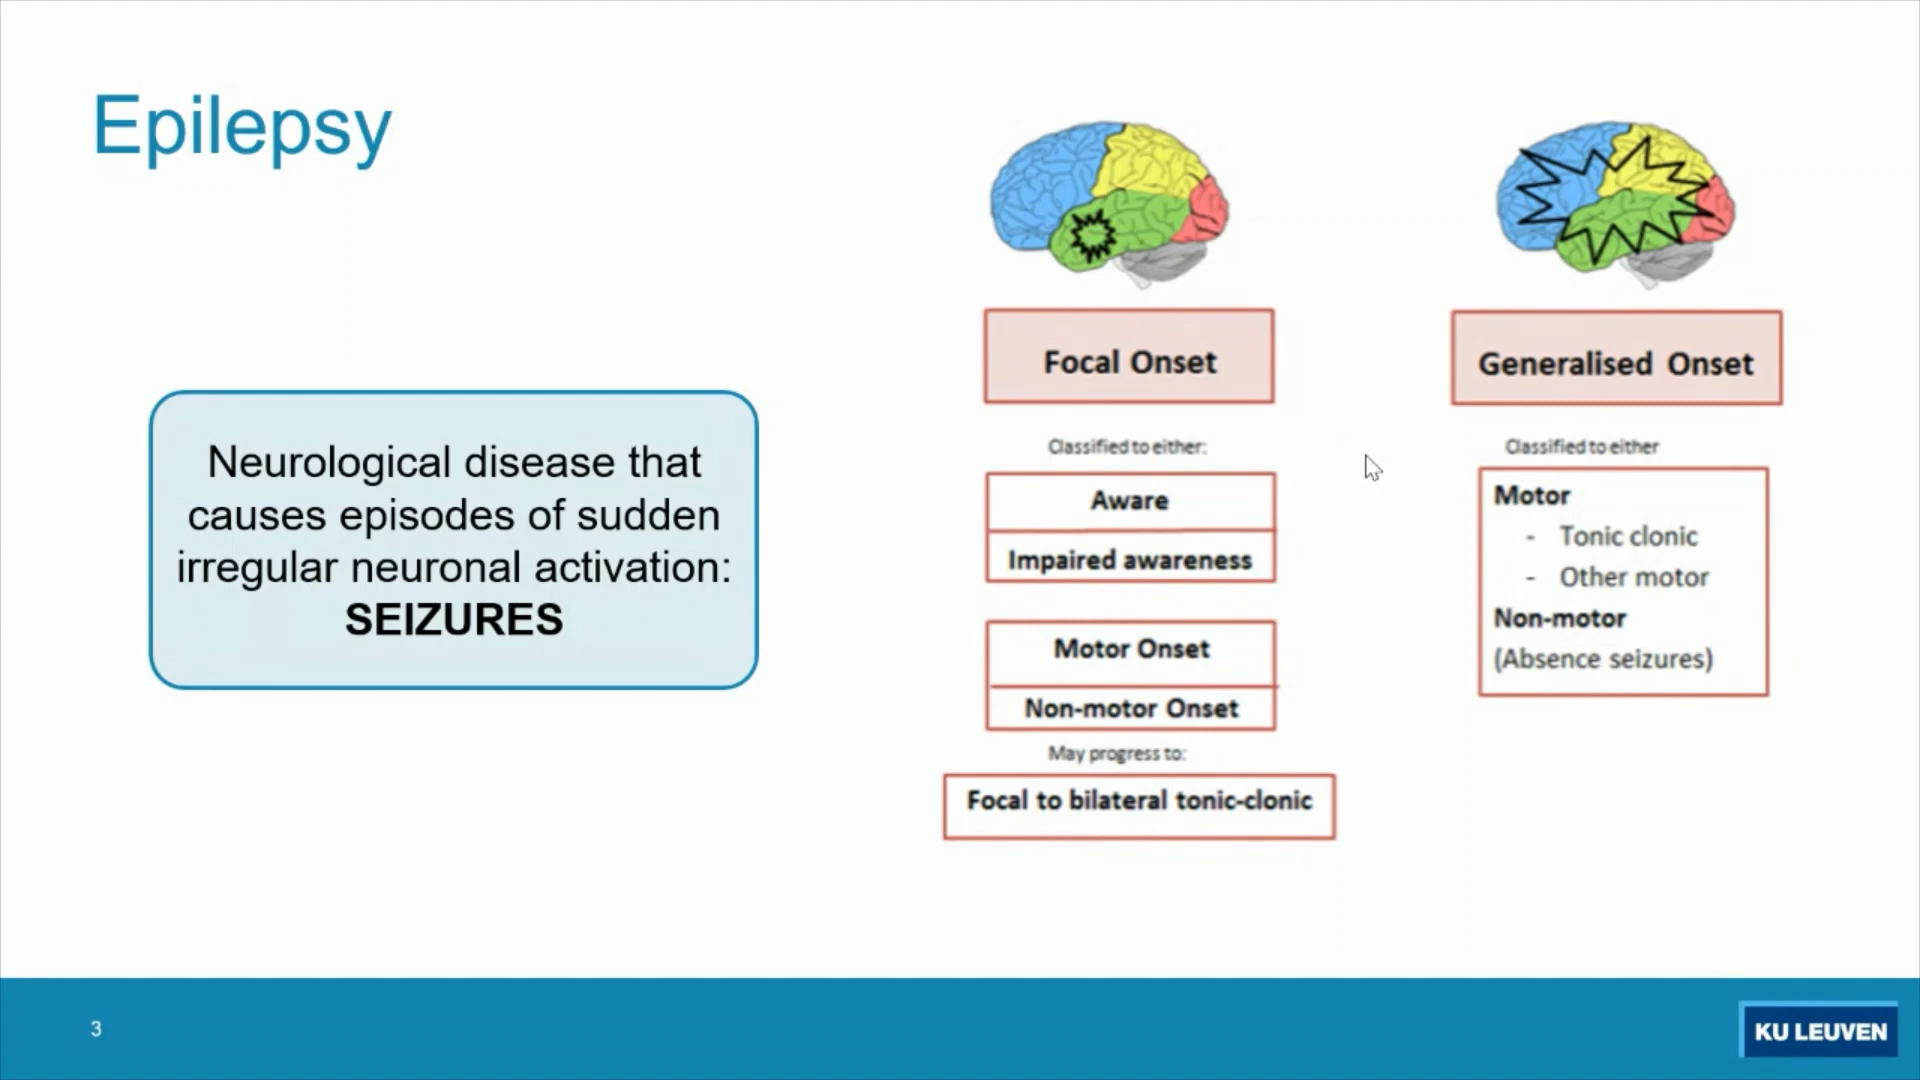 Epilepsy
Neurological disease that
causes episodes of sudden
irregular neuronal activation:
SEIZURES
Focal Onset
Classified to either:
Aware
Impaired awareness
Motor Onset
Non-motor Onset
May progress to:
Focal to bilateral tonic-clonic
Generalised Onset
Classified to either
Motor
- Tonic clonic
- Other motor
Non-motor
(Absence seizures)
3
KU LEUVEN